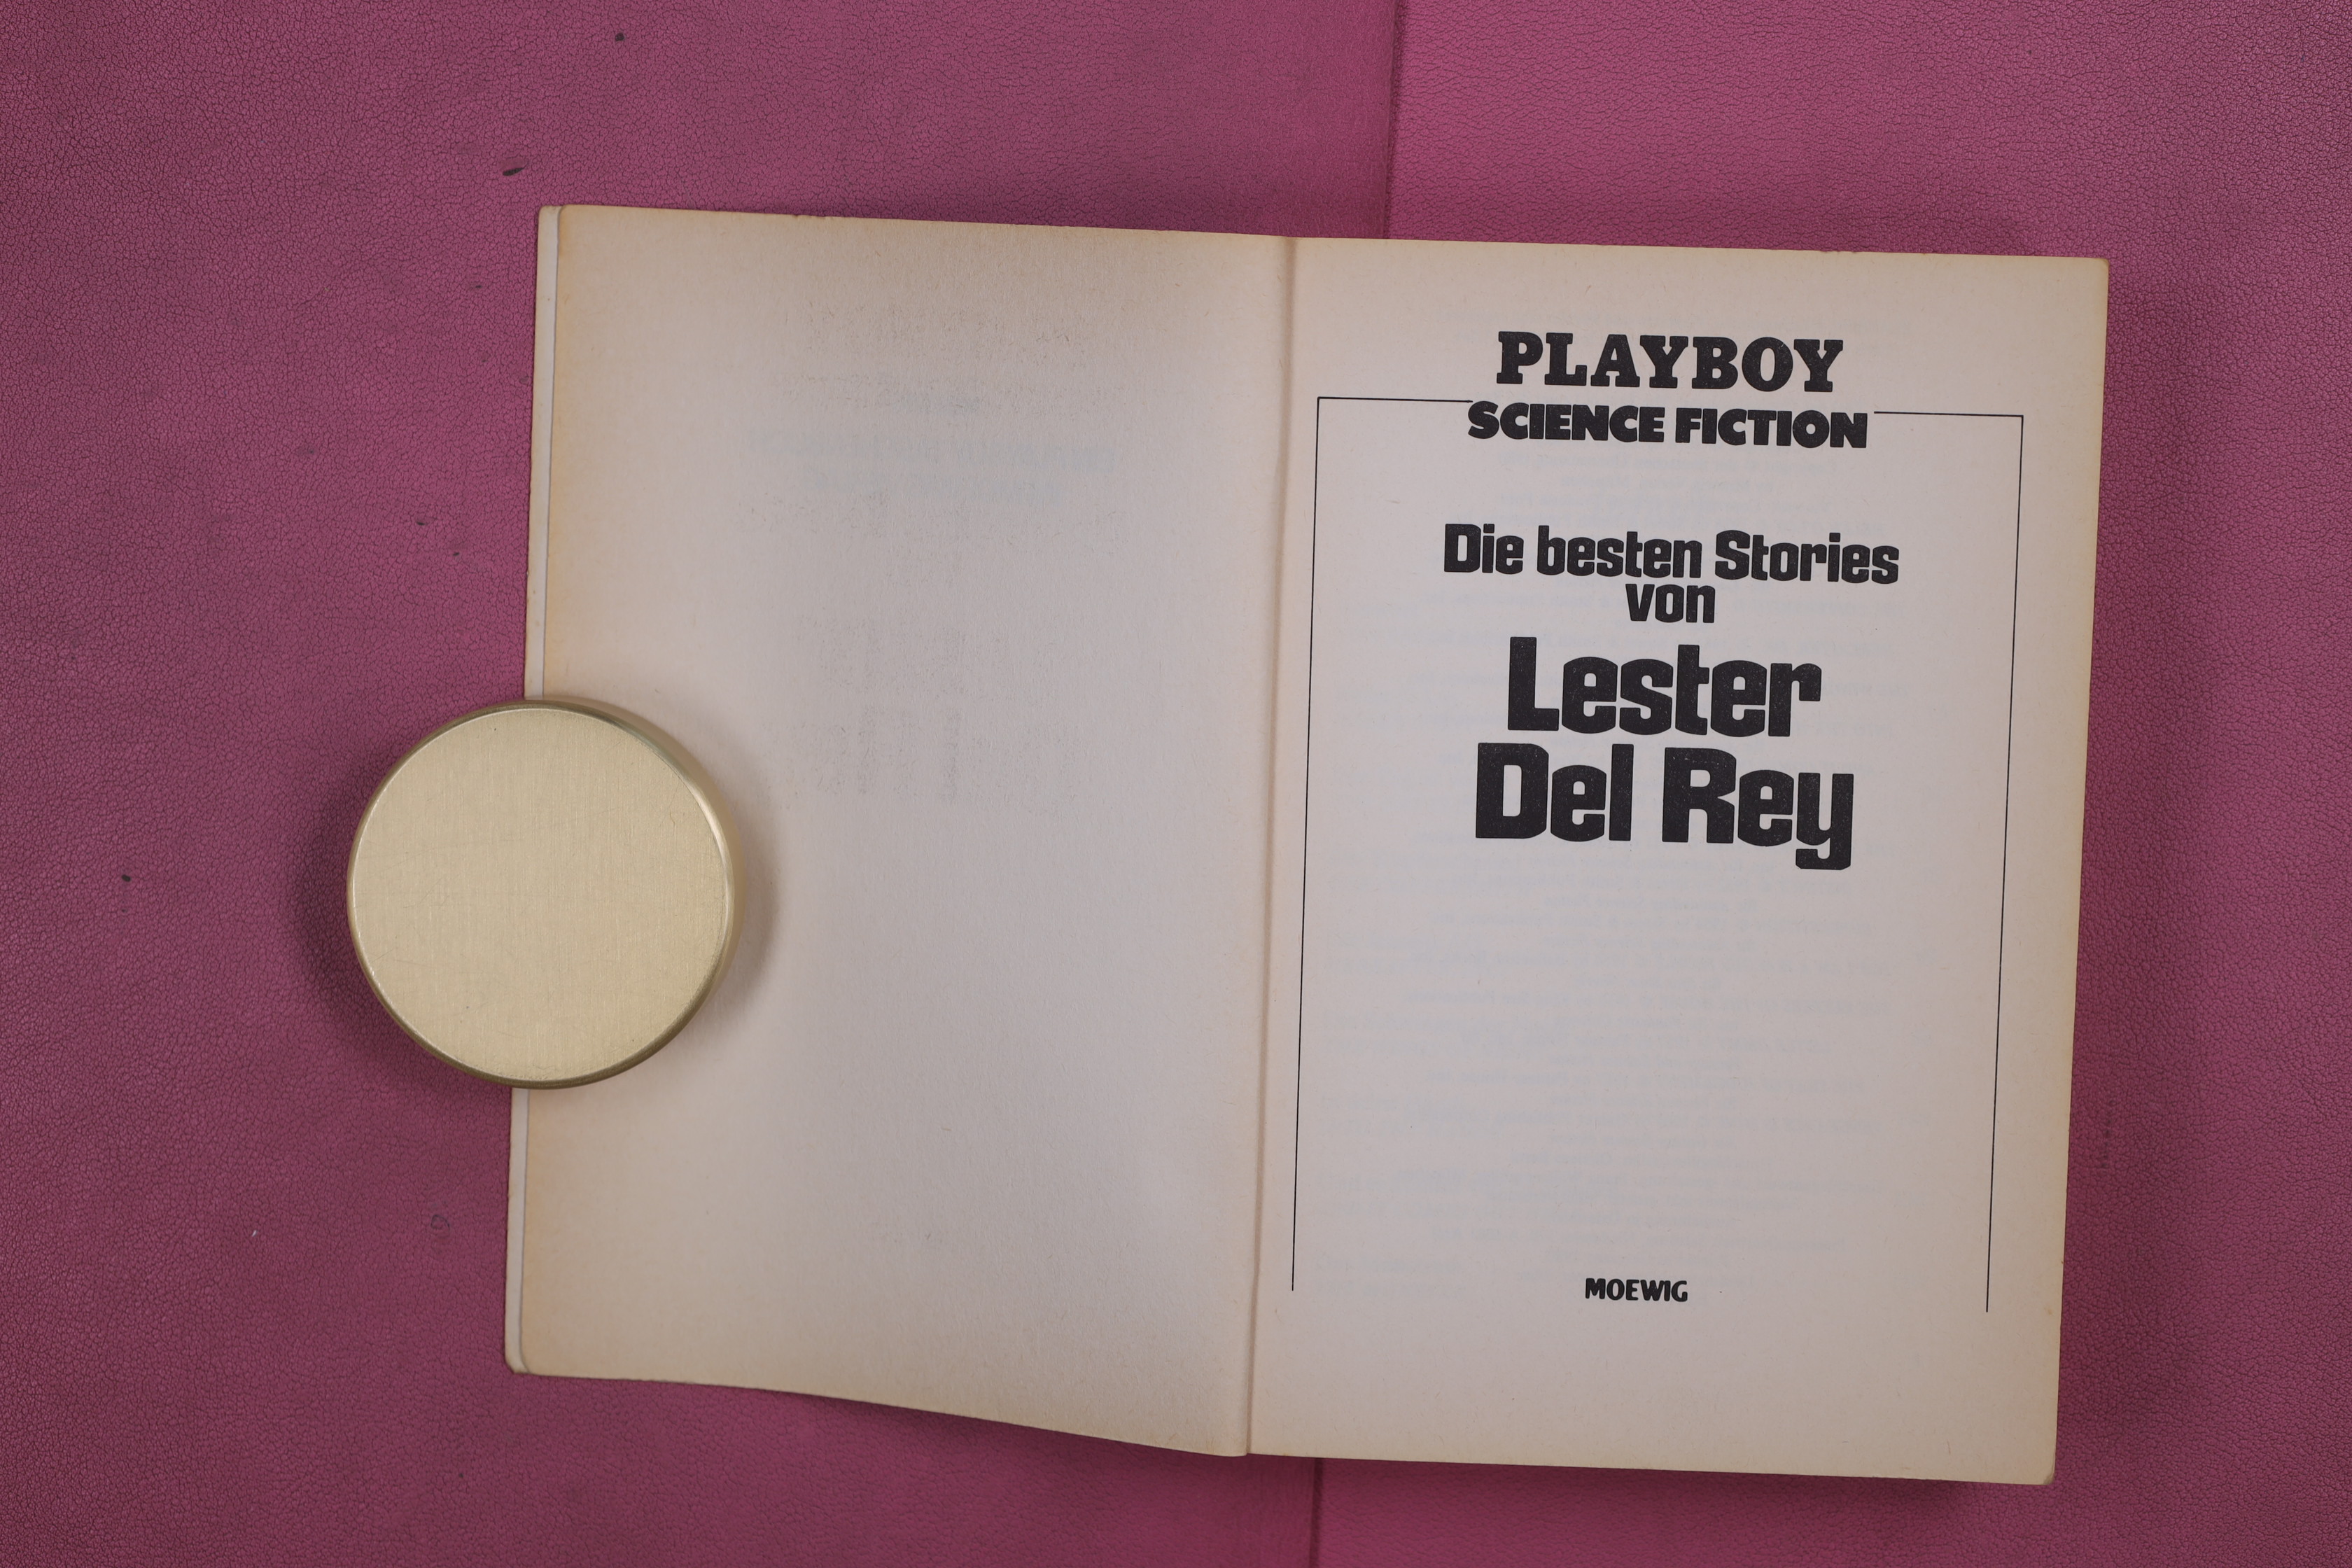 PLAYBOY
SCIENCE FICTION
Die besten Stories
von
Lester
Del Rey
MOEWIG